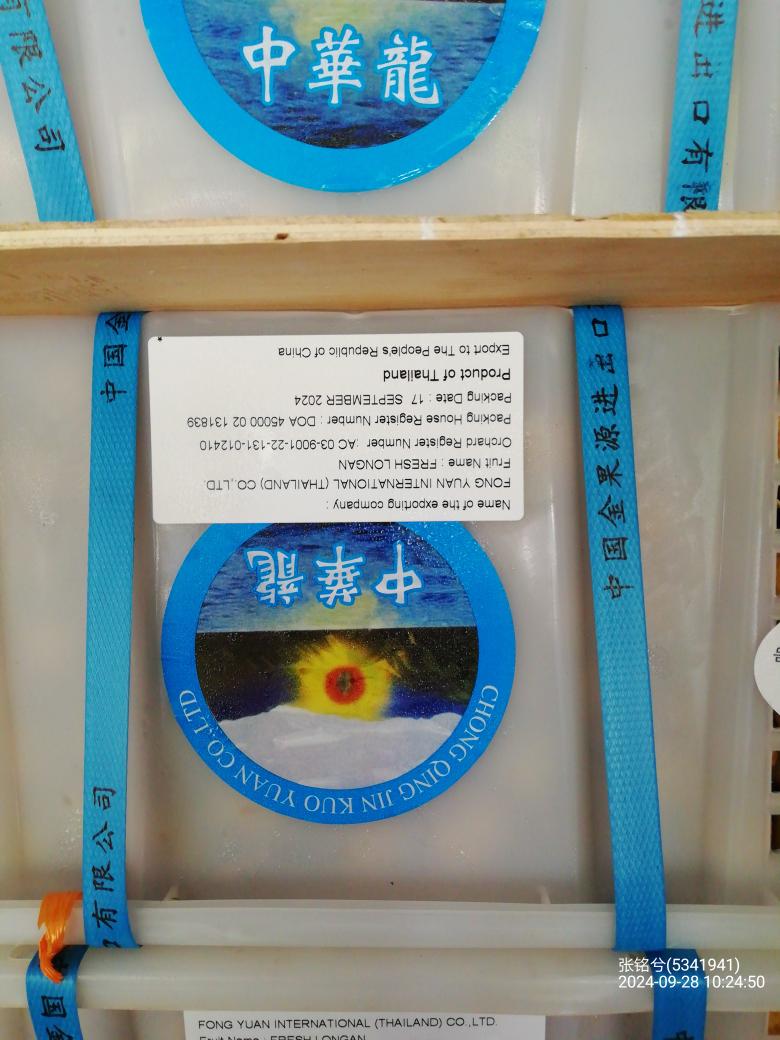 有限公司
中華龍
进出口有限
中国金
中国金果源进出口
Name of the exporting company :
FONG YUAN INTERNATIONAL (THAILAND) CO.,LTD.
Fruit Name : FRESH LONGAN
Orchard Register Number :AC 03-9001-22-131-012410
Packing House Register Number : DOA 45000 02 131839
Packing Date : 17 SEPTEMBER 2024
Product of Thailand
Export to The People's Republic of China
*
中華龍
CHONG QING JIN KUO YUAN CO.,LTD
口有限公司
国
中
张铭兮(5341941)
2024-09-28 10:24:50
FONG YUAN INTERNATIONAL (THAILAND) CO.,LTD.
Fruit Name : FRESH LONGAN